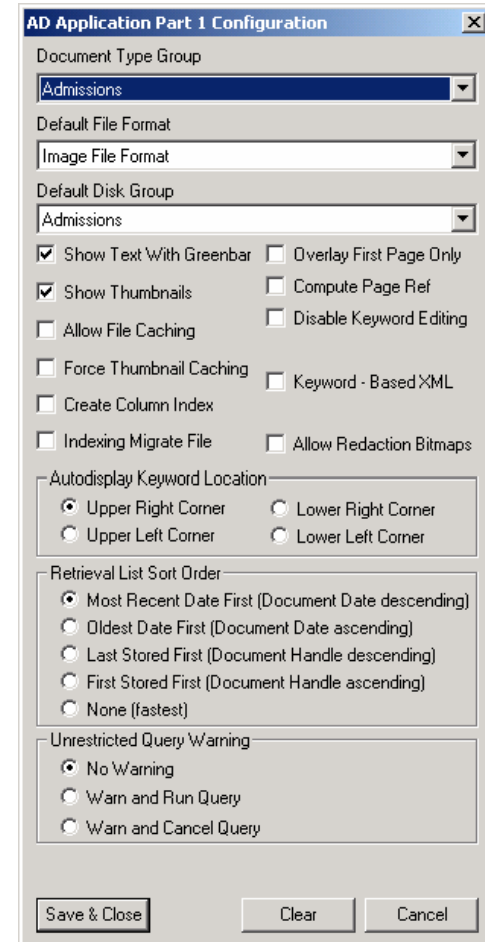 AD Application Part 1 Configuration
Document Type Group
Admissions
Default File Format
Image File Format
Default Disk Group
Admissions
Show Text With Greenbar
Overlay First Page Only
Show Thumbnails
Compute Page Ref
Allow File Caching
Disable Keyword Editing
Force Thumbnail Caching
Keyword - Based XML
Create Column Index
Indexing Migrate File
Allow Redaction Bitmaps
Autodisplay Keyword Location
Upper Right Corner
Lower Right Corner
Upper Left Corner
Lower Left Corner
Retrieval List Sort Order
Most Recent Date First (Document Date descending)
Oldest Date First (Document Date ascending)
Last Stored First (Document Handle descending)
First Stored First (Document Handle ascending)
None (fastest)
Unrestricted Query Warning
No Warning
Warn and Run Query
Warn and Cancel Query
Save & Close
Clear
Cancel